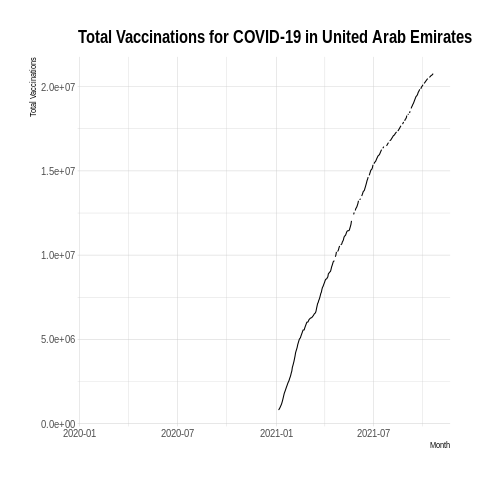 Total Vaccinations for COVID-19 in United Arab Emirates
Total Vaccinations
2.0e+07
1.5e+07
1.0e+07
5.0e+06
0.0e+00
2020-01 2020-07 2021-01 2021-07
Month